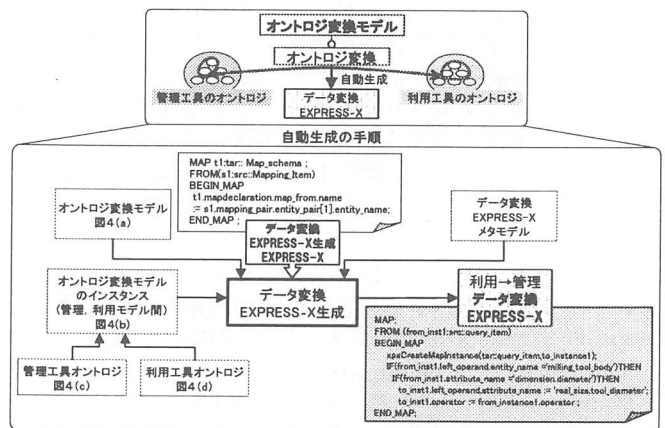 オントロジ変換モデル
オントロジ変換
自動生成
管理工具のオントロジ
利用工具のオントロジ
データ変換
EXPRESS-X
自動生成の手順
MAP t1:tar:: Map_schema ;
FROM(s1:src::Mapping_Item)
BEGIN_MAP
t1.mapdeclaration.map_from.name
:= s1.mapping_pair.entity_pair[1].entity_name;
END_MAP ;
オントロジ変換モデル
図4(a)
データ変換
EXPRESS-X生成
EXPRESS-X
データ変換
EXPRESS-X
メタモデル
オントロジ変換モデル
のインスタンス
(管理, 利用モデル間)
図4(b)
データ変換
EXPRESS-X生成
利用→管理
データ変換
EXPRESS-X
管理工具オントロジ
図4(c)
利用工具オントロジ
図4(d)
MAP;
FROM (from_inst1:src::query_item)
BEGIN_MAP
xpxCreateMapInstance(tar::query_item,to_instance1);
IF(from_inst1.left_operand.entity_name ='milling_tool_body')THEN
IF(from_inst1.attribute_name ='dimension.diameter')THEN
to_inst1.left_operand.attribute_name := 'real_size.tool_diameter';
to_inst1.operator := from_instance1.operator ;
END_MAP;